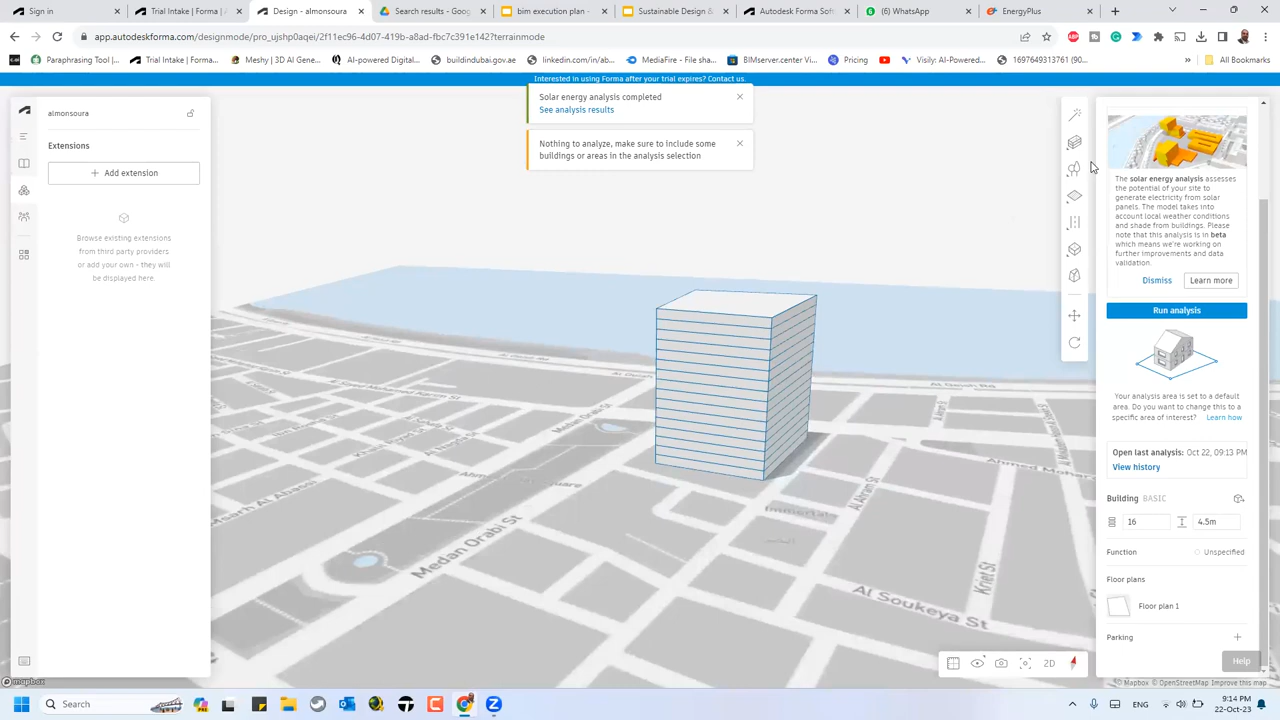 Sign in
Trial Intake | Forma | A
Design - almonsoura
Search results - Goog
bim execution plan -
Sustainable Design &
Autodesk Forma Soft
(6) WhatsApp
EnergyPlus
app.autodeskforma.com/designmode/pro_ujshp0aqei/2f11ec96-4d07-419b-a8ad-fbc7c391e142?terrainmode
Paraphrasing Tool |...
Trial Intake | Forma...
Meshy | 3D AI Gene...
AI-powered Digital...
buildindubai.gov.ae
linkedin.com/in/ab...
MediaFire - File sha...
BIMserver.center Vi...
Pricing
Visily: AI-Powered...
1697649313761 (90...
All Bookmarks
Interested in using Forma after your trial expires? Contact us.
almonsoura
Extensions
Add extension
Browse existing extensions
from third party providers
or add your own - they will
be displayed here.
Solar energy analysis completed
See analysis results
Nothing to analyze, make sure to include some
buildings or areas in the analysis selection
The solar energy analysis assesses
the potential of your site to
generate electricity from solar
panels. The model takes into
account local weather conditions
and shade from buildings. Please
note that this analysis is in beta
which means we're working on
further improvements and data
validation.
Dismiss
Learn more
Run analysis
Your analysis area is set to a default
area. Do you want to change this to a
specific area of interest? Learn how
Open last analysis: Oct 22, 09:13 PM
View history
Building BASIC
16
4.5m
Function
Unspecified
Floor plans
Floor plan 1
Parking
Help
Medan Orabi St
Al Soukeya St
Kriet St
2D
mapbox
© Mapbox © OpenStreetMap Improve this map
Search
ENG
9:14 PM
22-Oct-23